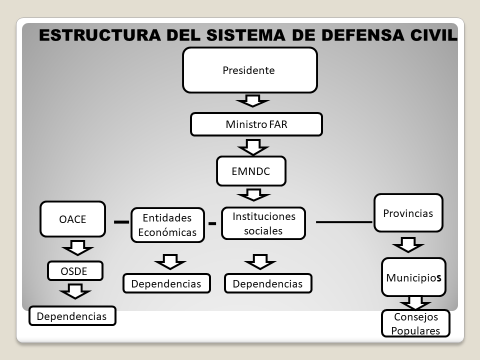 ESTRUCTURA DEL SISTEMA DE DEFENSA CIVIL
Presidente
Ministro FAR
EMNDC
OACE
Entidades
Económicas
Instituciones
sociales
Provincias
OSDE
Dependencias
Dependencias
Municipios
Dependencias
Consejos
Populares